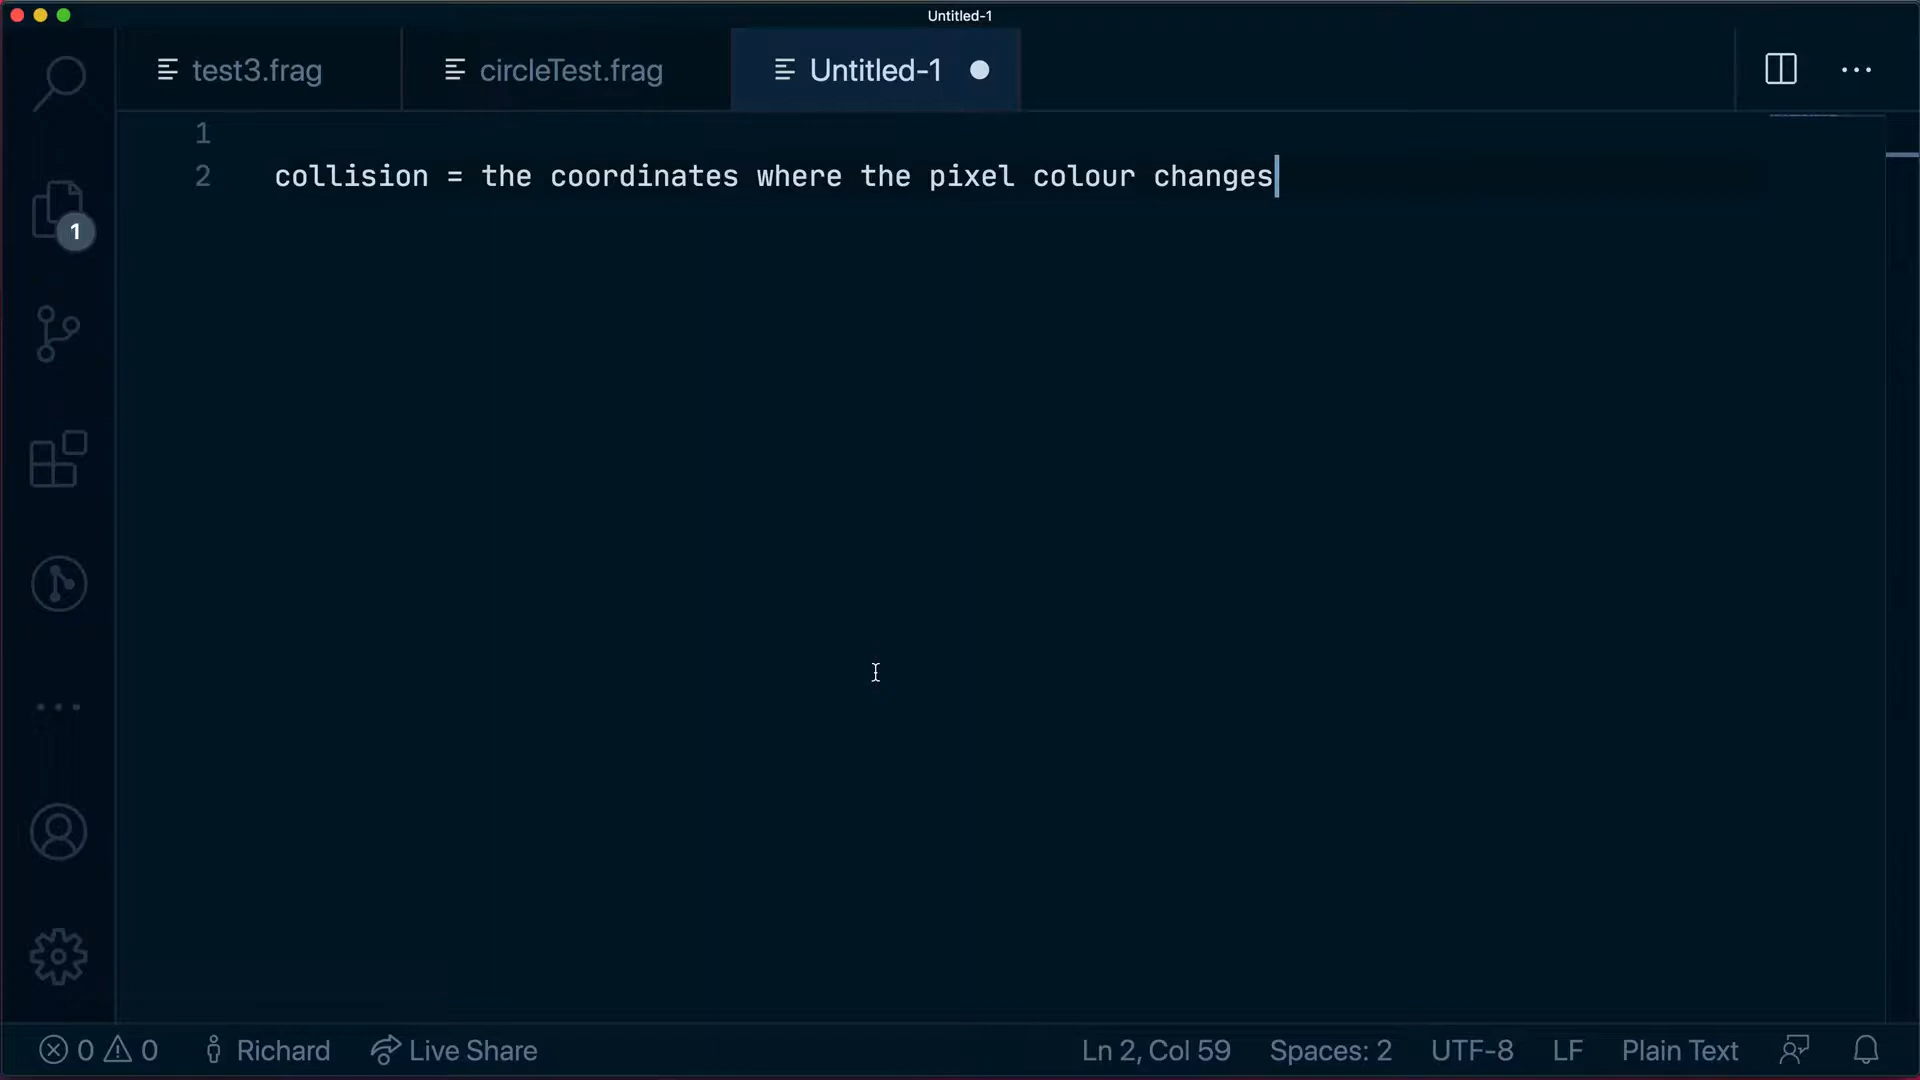 Untitled-1
test3.frag
circleTest.frag
Untitled-1
1
2 collision = the coordinates where the pixel colour changes
1
0 0 Richard Live Share Ln 2, Col 59 Spaces: 2 UTF-8 LF Plain Text